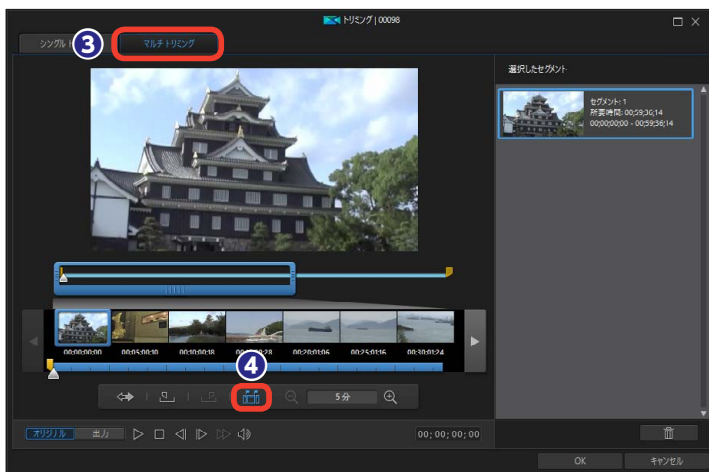 トリミング | 00098
シングル
③
マルチトリミング
選択したセグメント
セグメント: 1
所要時間: 00;59;36;14
00;00;00;00 - 00;59;36;14
00;00;00;00
00;05;00;10
00;10;00;18
28
00;20;01;06
00;25;01;16
00;30;01;24
④
5 分
オリジナル
出力
00; 00; 00; 00
OK
キャンセル